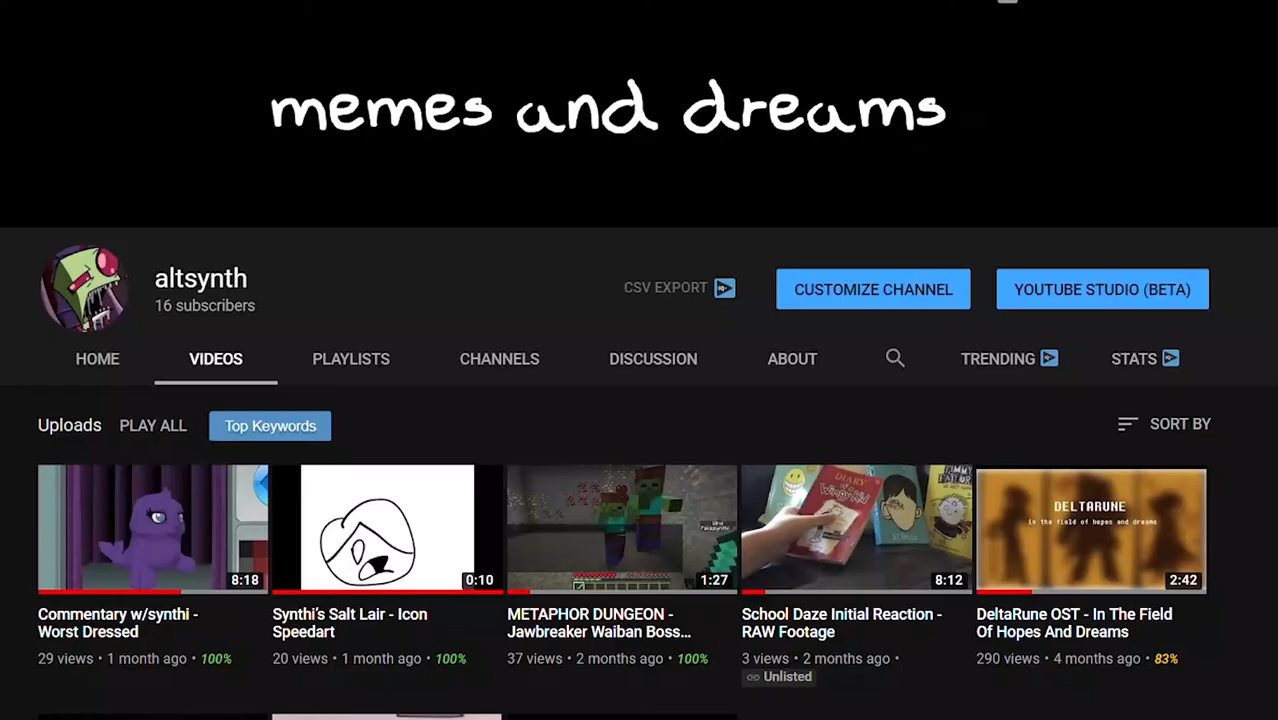 memes and dreams
altsynth
16 subscribers
CSV EXPORT
CUSTOMIZE CHANNEL
YOUTUBE STUDIO (BETA)
HOME
VIDEOS
PLAYLISTS
CHANNELS
DISCUSSION
ABOUT
TRENDING
STATS
Uploads
PLAY ALL
Top Keywords
SORT BY
8:18
0:10
1:27
DIARY
Wimpy Kid
8:12
DELTARUNE
in the field of hopes and dreams
2:42
Commentary w/synthi -
Worst Dressed
29 views • 1 month ago • 100%
Synthi's Salt Lair - Icon
Speedart
20 views • 1 month ago • 100%
METAPHOR DUNGEON -
Jawbreaker Waiban Boss...
37 views • 2 months ago • 100%
School Daze Initial Reaction -
RAW Footage
3 views • 2 months ago •
Unlisted
DeltaRune OST - In The Field
Of Hopes And Dreams
290 views • 4 months ago • 83%